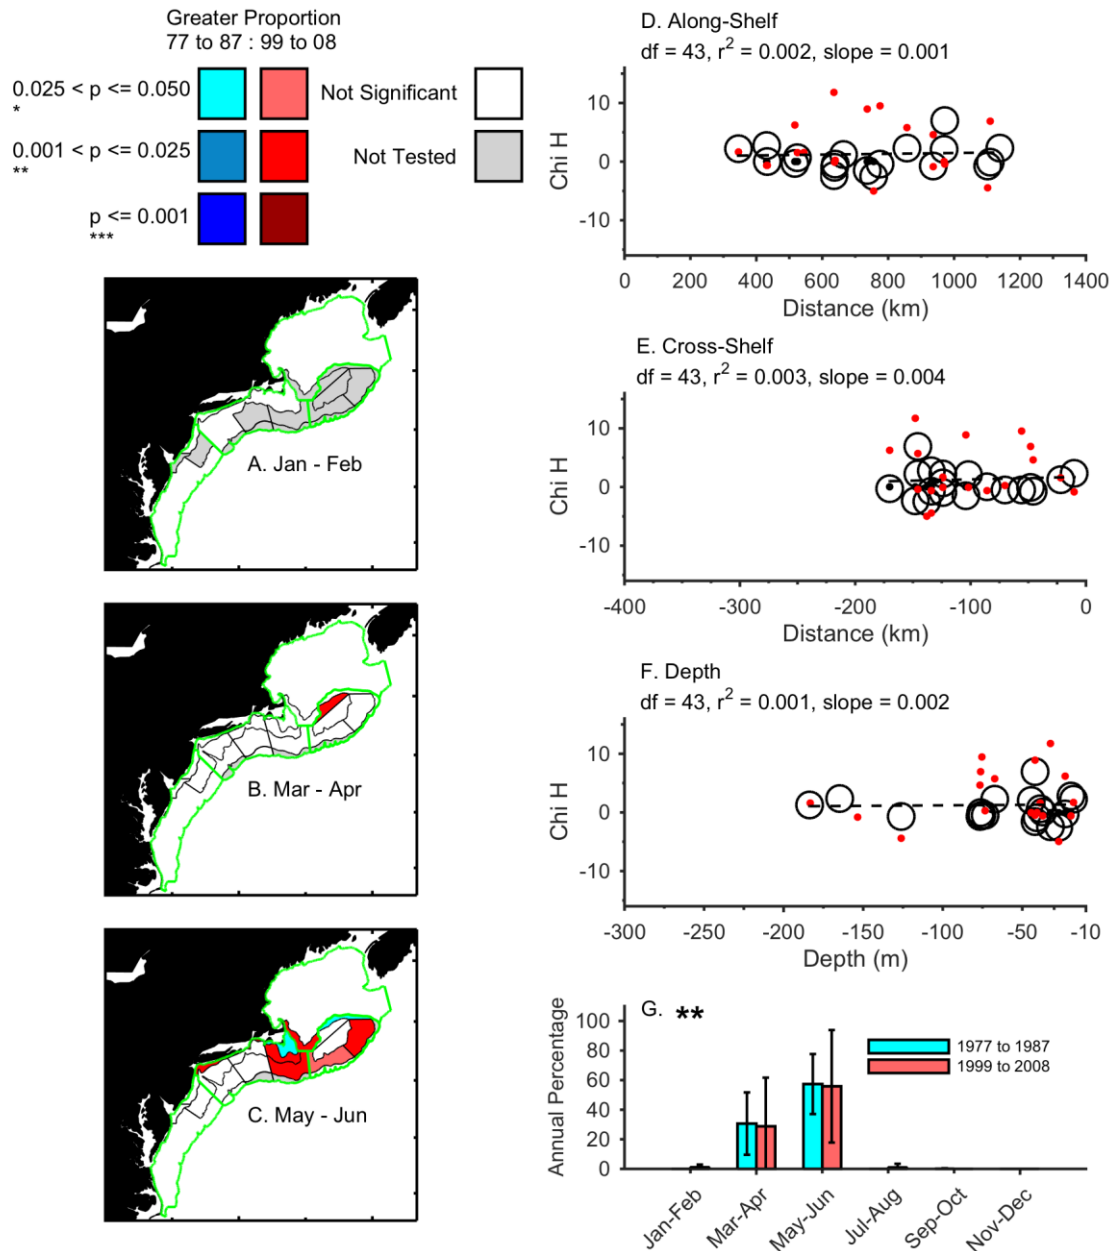 Greater Proportion
77 to 87 : 99 to 08
0.025 < p <= 0.050
*
Not Significant
0.001 < p <= 0.025
**
Not Tested
p <= 0.001
***
A. Jan - Feb
B. Mar - Apr
C. May - Jun
D. Along-Shelf
df = 43, r² = 0.002, slope = 0.001
Chi H
10
0
-10
0 200 400 600 800 1000 1200 1400
Distance (km)
E. Cross-Shelf
df = 43, r² = 0.003, slope = 0.004
Chi H
10
0
-10
-400 -300 -200 -100 0
Distance (km)
F. Depth
df = 43, r² = 0.001, slope = 0.002
Chi H
10
0
-10
-300 -250 -200 -150 -100 -50 -10
Depth (m)
G. **
Annual Percentage
100
80
60
40
20
0
1977 to 1987
1999 to 2008
Jan-Feb
Mar-Apr
May-Jun
Jul-Aug
Sep-Oct
Nov-Dec